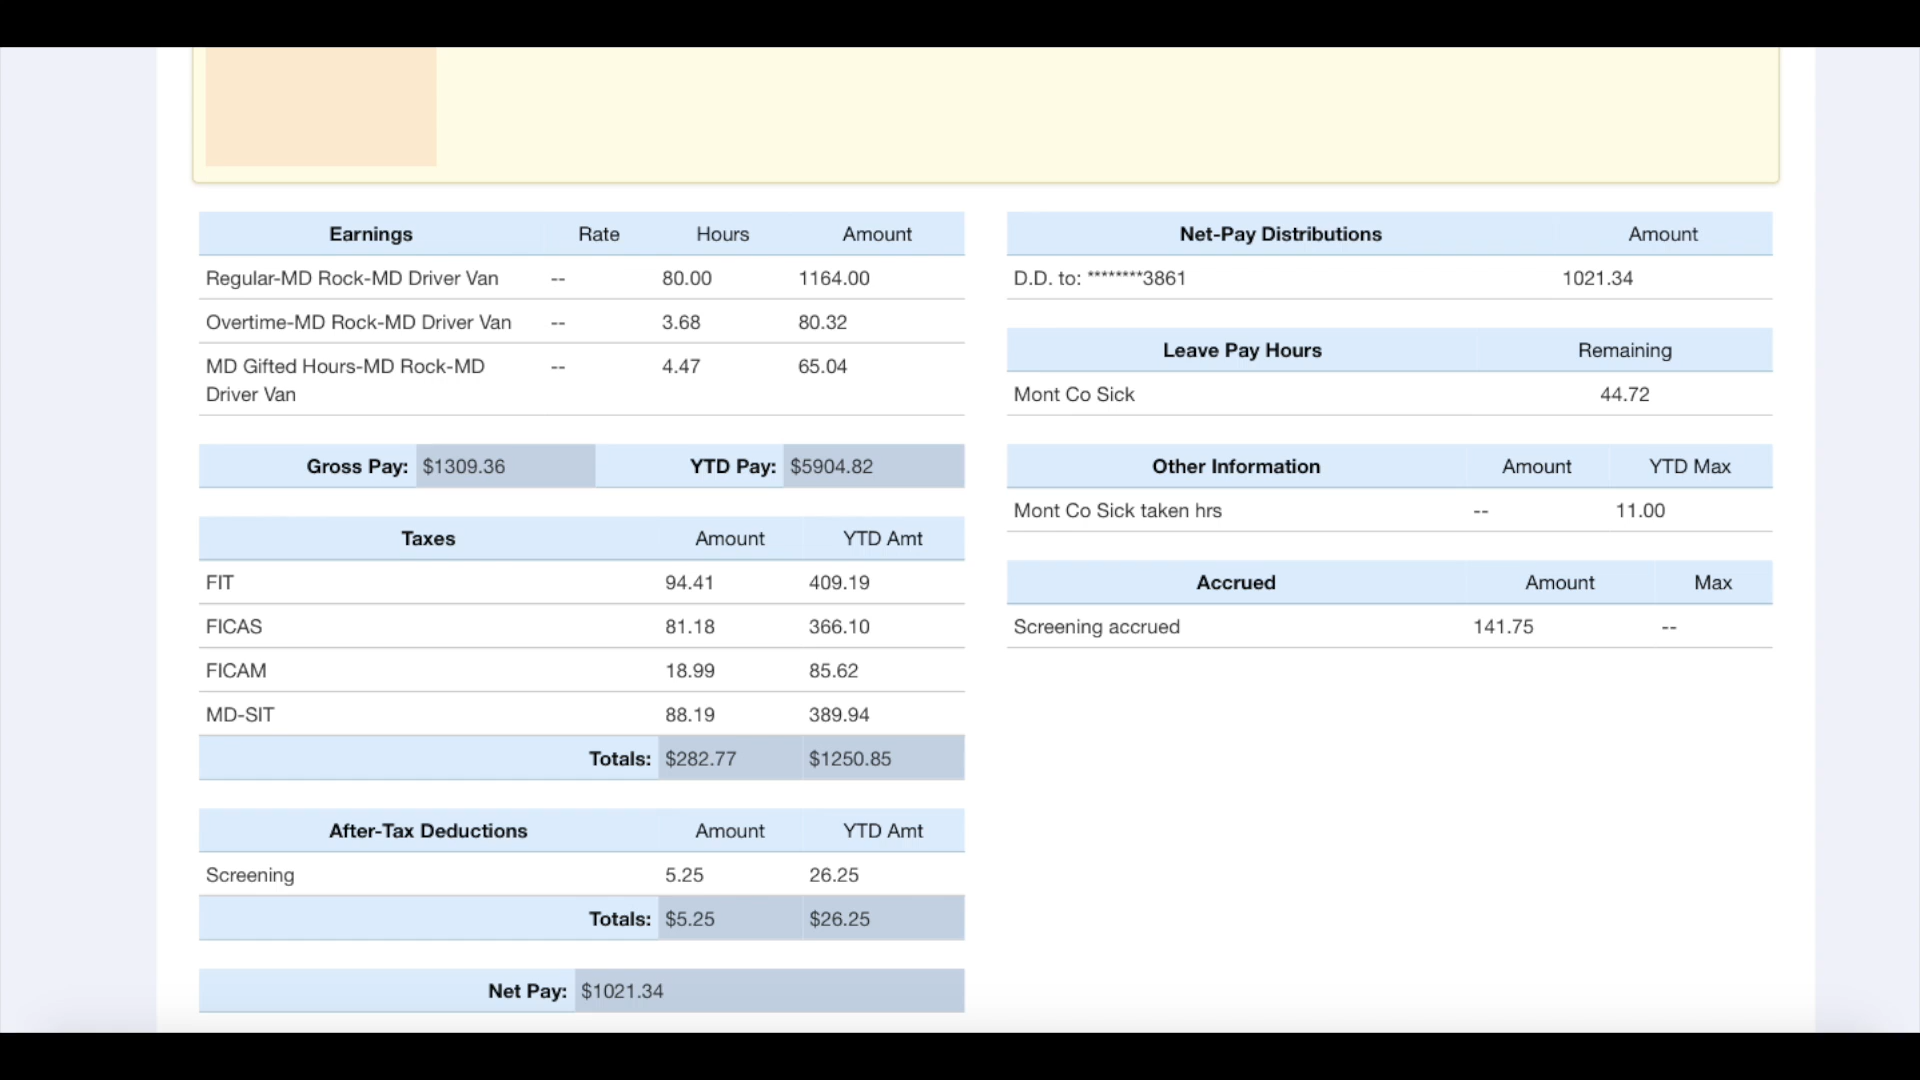 Earnings Rate Hours Amount
Regular-MD Rock-MD Driver Van -- 80.00 1164.00
Overtime-MD Rock-MD Driver Van -- 3.68 80.32
MD Gifted Hours-MD Rock-MD -- 4.47 65.04
Driver Van
Gross Pay: $1309.36 YTD Pay: $5904.82
Taxes Amount YTD Amt
FIT 94.41 409.19
FICAS 81.18 366.10
FICAM 18.99 85.62
MD-SIT 88.19 389.94
Totals: $282.77 $1250.85
After-Tax Deductions Amount YTD Amt
Screening 5.25 26.25
Totals: $5.25 $26.25
Net Pay: $1021.34
Net-Pay Distributions Amount
D.D. to: ********3861 1021.34
Leave Pay Hours Remaining
Mont Co Sick 44.72
Other Information Amount YTD Max
Mont Co Sick taken hrs -- 11.00
Accrued Amount Max
Screening accrued 141.75 --